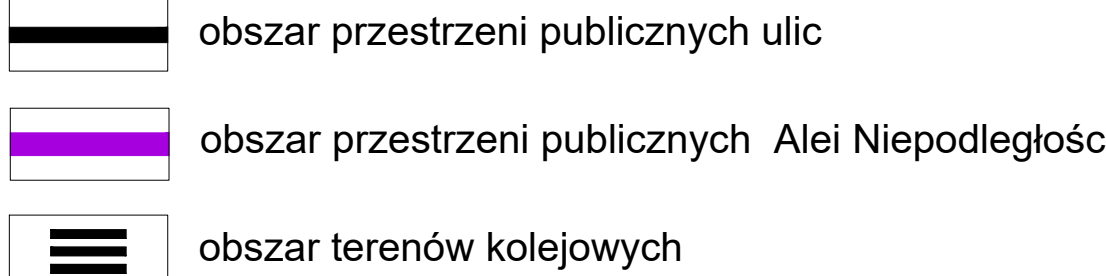 obszar przestrzeni publicznych ulic
obszar przestrzeni publicznych Alei Niepodległośc
obszar terenów kolejowych